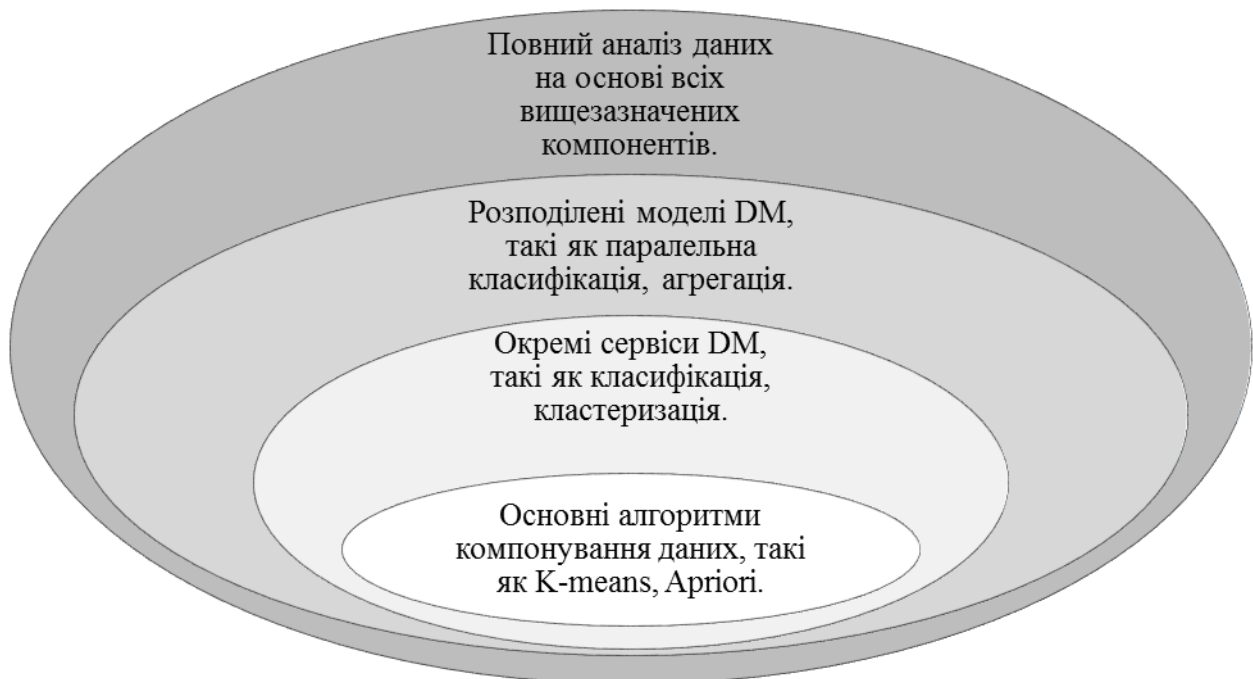 Повний аналіз даних
на основі всіх
вищезазначених
компонентів.
Розподілені моделі DM,
такі як паралельна
класифікація, агрегація.
Окремі сервіси DM,
такі як класифікація,
кластеризація.
Основні алгоритми
компонування даних, такі
як K-means, Apriori.